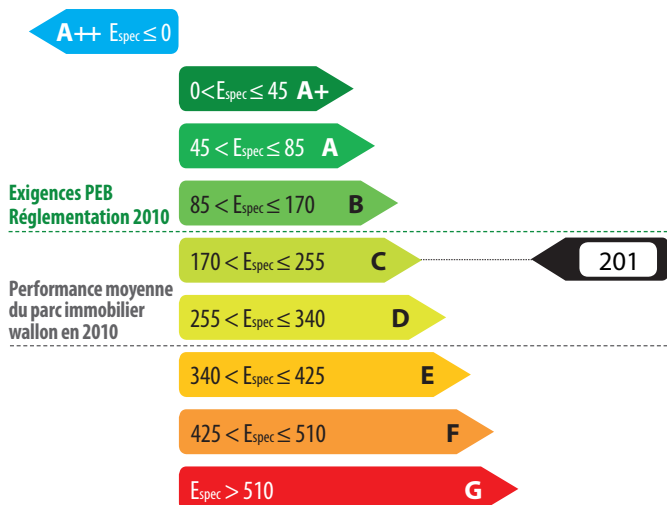 A++ Espec ≤ 0
0 < Espec ≤ 45 A+
45 < Espec ≤ 85 A
Exigences PEB
Réglementation 2010
85 < Espec ≤ 170 B
170 < Espec ≤ 255 C
201
Performance moyenne
du parc immobilier
wallon en 2010
255 < Espec ≤ 340 D
340 < Espec ≤ 425 E
425 < Espec ≤ 510 F
Espec > 510 G